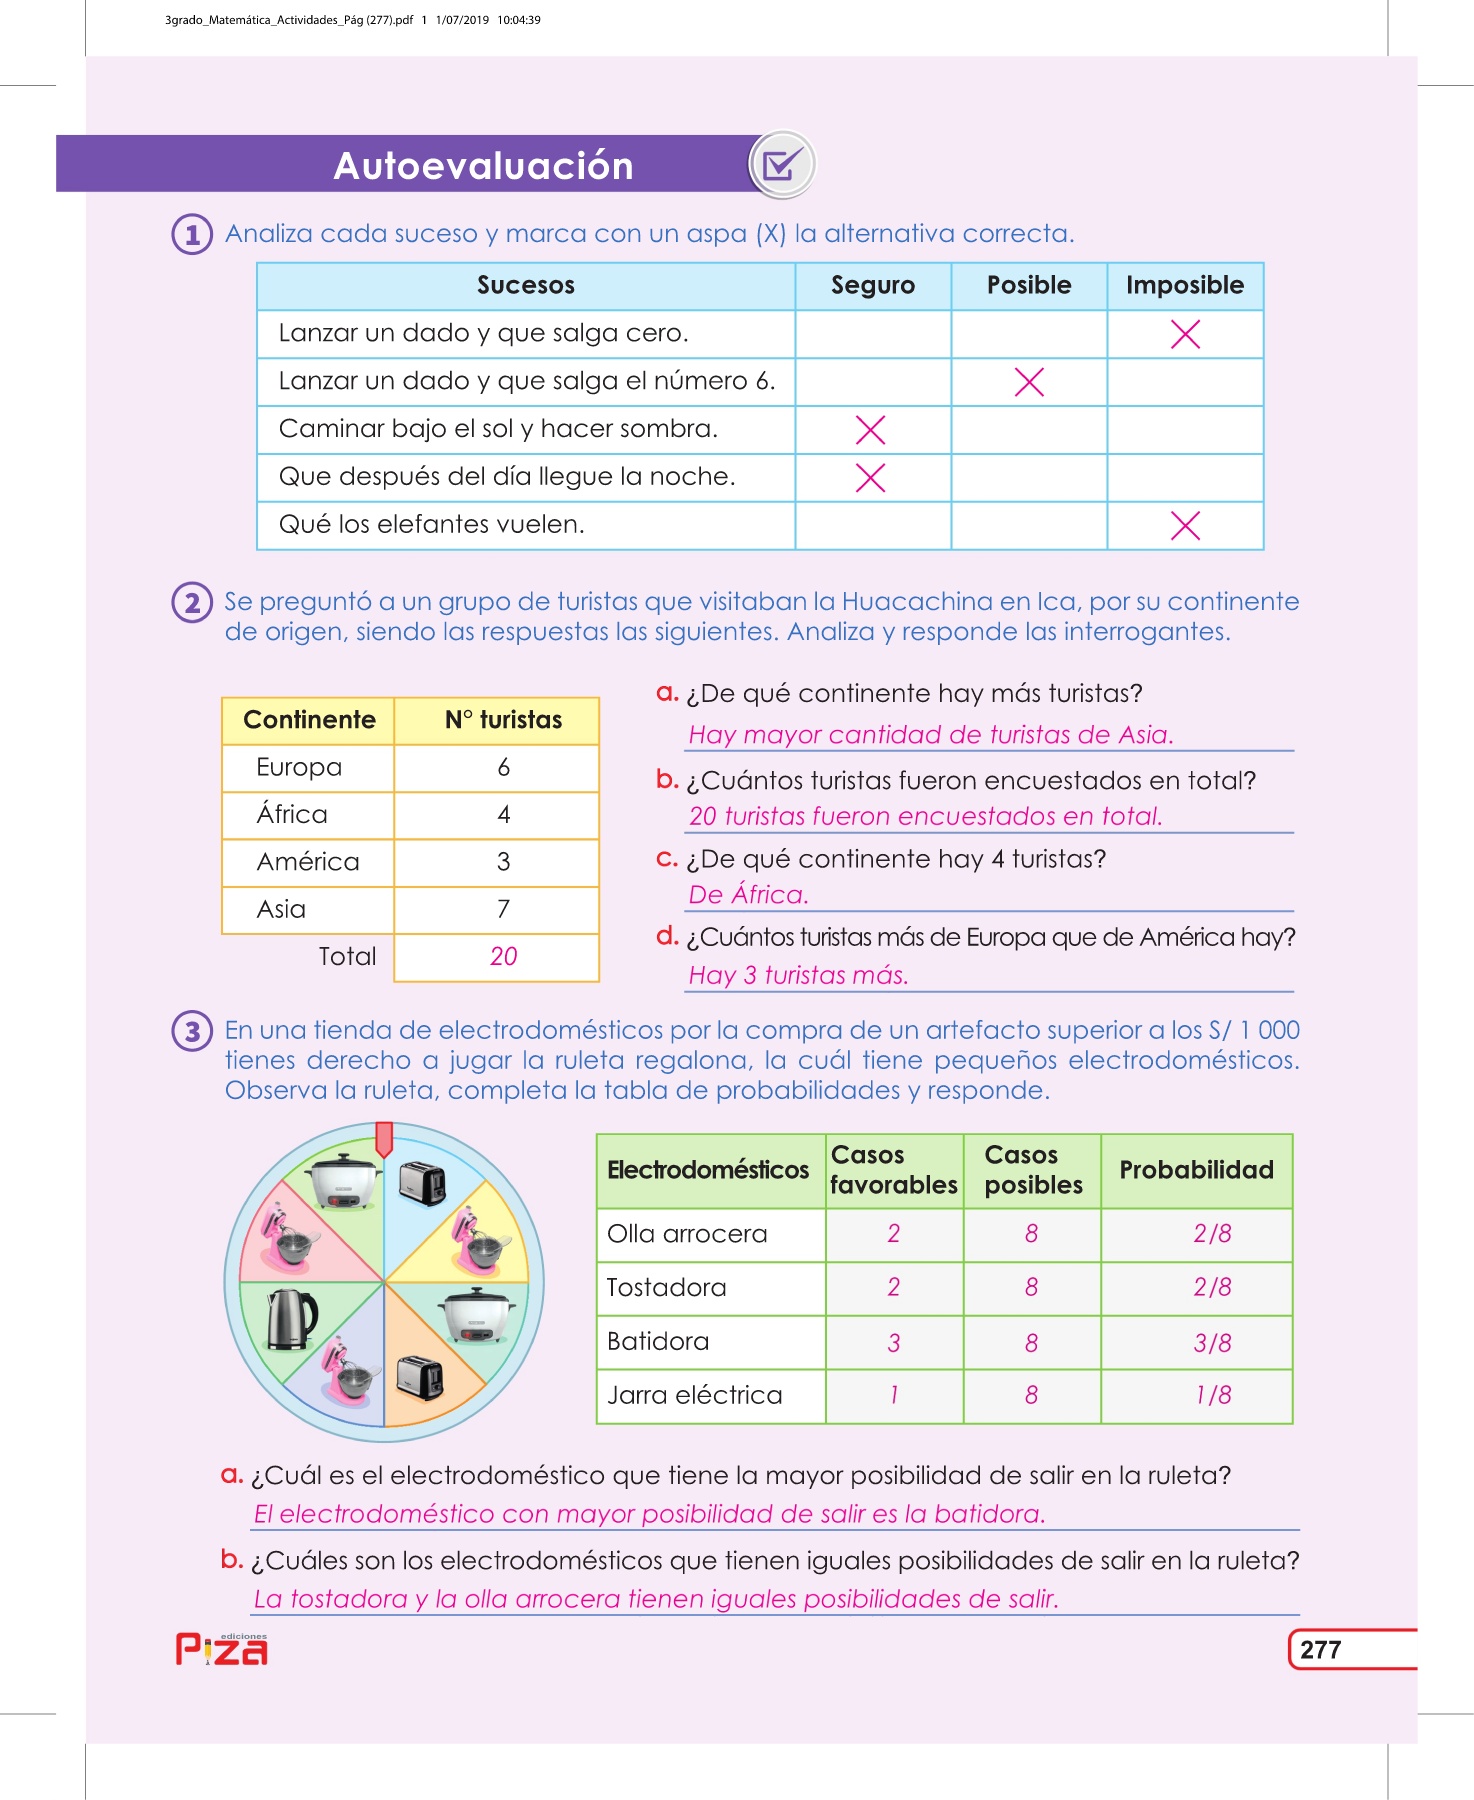 3grado_Matemática_Actividades_Pág (277).pdf 1 1/07/2019 10:04:39
Autoevaluación
1 Analiza cada suceso y marca con un aspa (X) la alternativa correcta.
Sucesos Seguro Posible Imposible
Lanzar un dado y que salga cero. X
Lanzar un dado y que salga el número 6. X
Caminar bajo el sol y hacer sombra. X
Que después del día llegue la noche. X
Qué los elefantes vuelen. X
2 Se preguntó a un grupo de turistas que visitaban la Huacachina en Ica, por su continente
de origen, siendo las respuestas las siguientes. Analiza y responde las interrogantes.
Continente N° turistas
Europa 6
África 4
América 3
Asia 7
Total 20
a. ¿De qué continente hay más turistas?
Hay mayor cantidad de turistas de Asia.
b. ¿Cuántos turistas fueron encuestados en total?
20 turistas fueron encuestados en total.
c. ¿De qué continente hay 4 turistas?
De África.
d. ¿Cuántos turistas más de Europa que de América hay?
Hay 3 turistas más.
3 En una tienda de electrodomésticos por la compra de un artefacto superior a los S/ 1 000
tienes derecho a jugar la ruleta regalona, la cuál tiene pequeños electrodomésticos.
Observa la ruleta, completa la tabla de probabilidades y responde.
Electrodomésticos Casos favorables Casos posibles Probabilidad
Olla arrocera 2 8 2/8
Tostadora 2 8 2/8
Batidora 3 8 3/8
Jarra eléctrica 1 8 1/8
a. ¿Cuál es el electrodoméstico que tiene la mayor posibilidad de salir en la ruleta?
El electrodoméstico con mayor posibilidad de salir es la batidora.
b. ¿Cuáles son los electrodomésticos que tienen iguales posibilidades de salir en la ruleta?
La tostadora y la olla arrocera tienen iguales posibilidades de salir.
ediciones
Piza
277